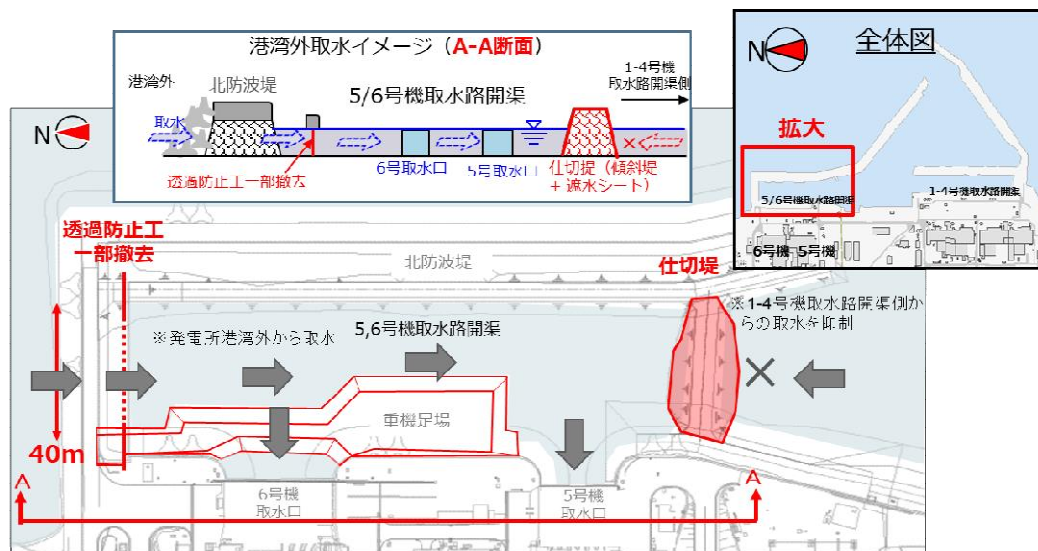 港湾外取水イメージ（A-A断面）
港湾外
北防波堤
5/6号機取水路開渠
1-4号機
取水路開渠側
取水
6号取水口
5号取水口
透過防止工一部撤去
仕切堤（傾斜堤
+ 遮水シート）
N
全体図
拡大
5/6号機取水路開渠
1-4号機取水路開渠
6号機
5号機
N
透過防止工
一部撤去
北防波堤
仕切堤
※1-4号機取水路開渠側か
らの取水を抑制
※発電所港湾外から取水
5,6号機取水路開渠
重機足場
40m
A
A
6号機
取水口
5号機
取水口